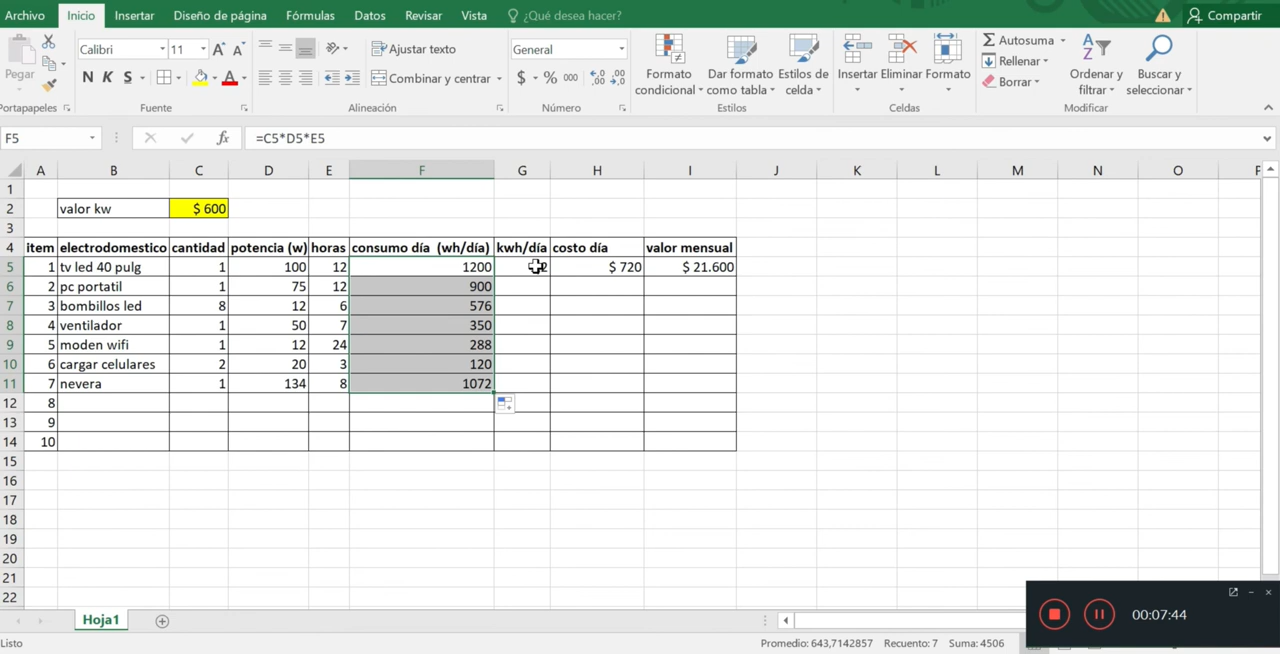 Archivo Inicio Insertar Diseño de página Fórmulas Datos Revisar Vista ¿Qué desea hacer? Compartir
Calibri 11 Ajustar texto General Autosuma
Pegar N K S Combinar y centrar $ % 000 Formato condicional Dar formato como tabla Estilos de celda Insertar Eliminar Formato Rellenar Borrar Ordenar y filtrar Buscar y seleccionar
Portapapeles Fuente Alineación Número Estilos Celdas Modificar
F5 fx =C5*D5*E5
A B C D E F G H I J K L M N O P
1
2 valor kw $ 600
3
4 item electrodomestico cantidad potencia (w) horas consumo día (wh/día) kwh/día costo día valor mensual
5 1 tv led 40 pulg 1 100 12 1200 $ 720 $ 21.600
6 2 pc portatil 1 75 12 900
7 3 bombillos led 8 12 6 576
8 4 ventilador 1 50 7 350
9 5 moden wifi 1 12 24 288
10 6 cargar celulares 2 20 3 120
11 7 nevera 1 134 8 1072
12 8
13 9
14 10
15
16
17
18
19
20
21
22
Hoja1
00:07:44
Listo Promedio: 643,7142857 Recuento: 7 Suma: 4506